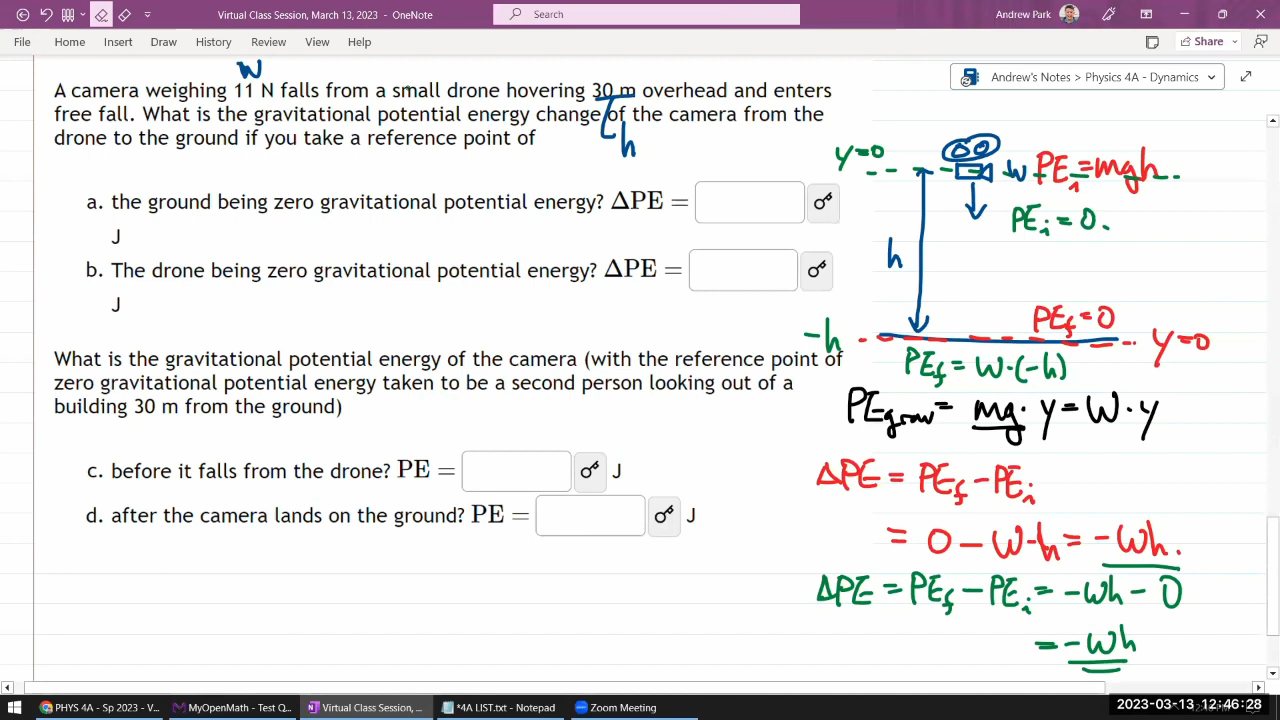 Virtual Class Session, March 13, 2023 – OneNote
Search
Andrew Park
File Home Insert Draw History Review View Help
Share
Andrew's Notes > Physics 4A - Dynamics
W
A camera weighing 11 N falls from a small drone hovering 30 m overhead and enters
free fall. What is the gravitational potential energy change of the camera from the
drone to the ground if you take a reference point of
h
a. the ground being zero gravitational potential energy? ΔPE =
J
b. The drone being zero gravitational potential energy? ΔPE =
J
What is the gravitational potential energy of the camera (with the reference point of
zero gravitational potential energy taken to be a second person looking out of a
building 30 m from the ground)
c. before it falls from the drone? PE = J
d. after the camera lands on the ground? PE = J
y=0
W PEi=mgh
PEi = 0.
h
PEf = 0
-h
y=0
PEf = W·(-h)
PEgrav = mg·y = W·y
ΔPE = PEf - PEi
= 0 - W·h = -Wh.
ΔPE = PEf - PEi = -Wh - 0
= -Wh
PHYS 4A - Sp 2023 - V...
MyOpenMath - Test Q...
Virtual Class Session, ...
*4A LIST.txt - Notepad
Zoom Meeting
2023-03-13 12:46:28